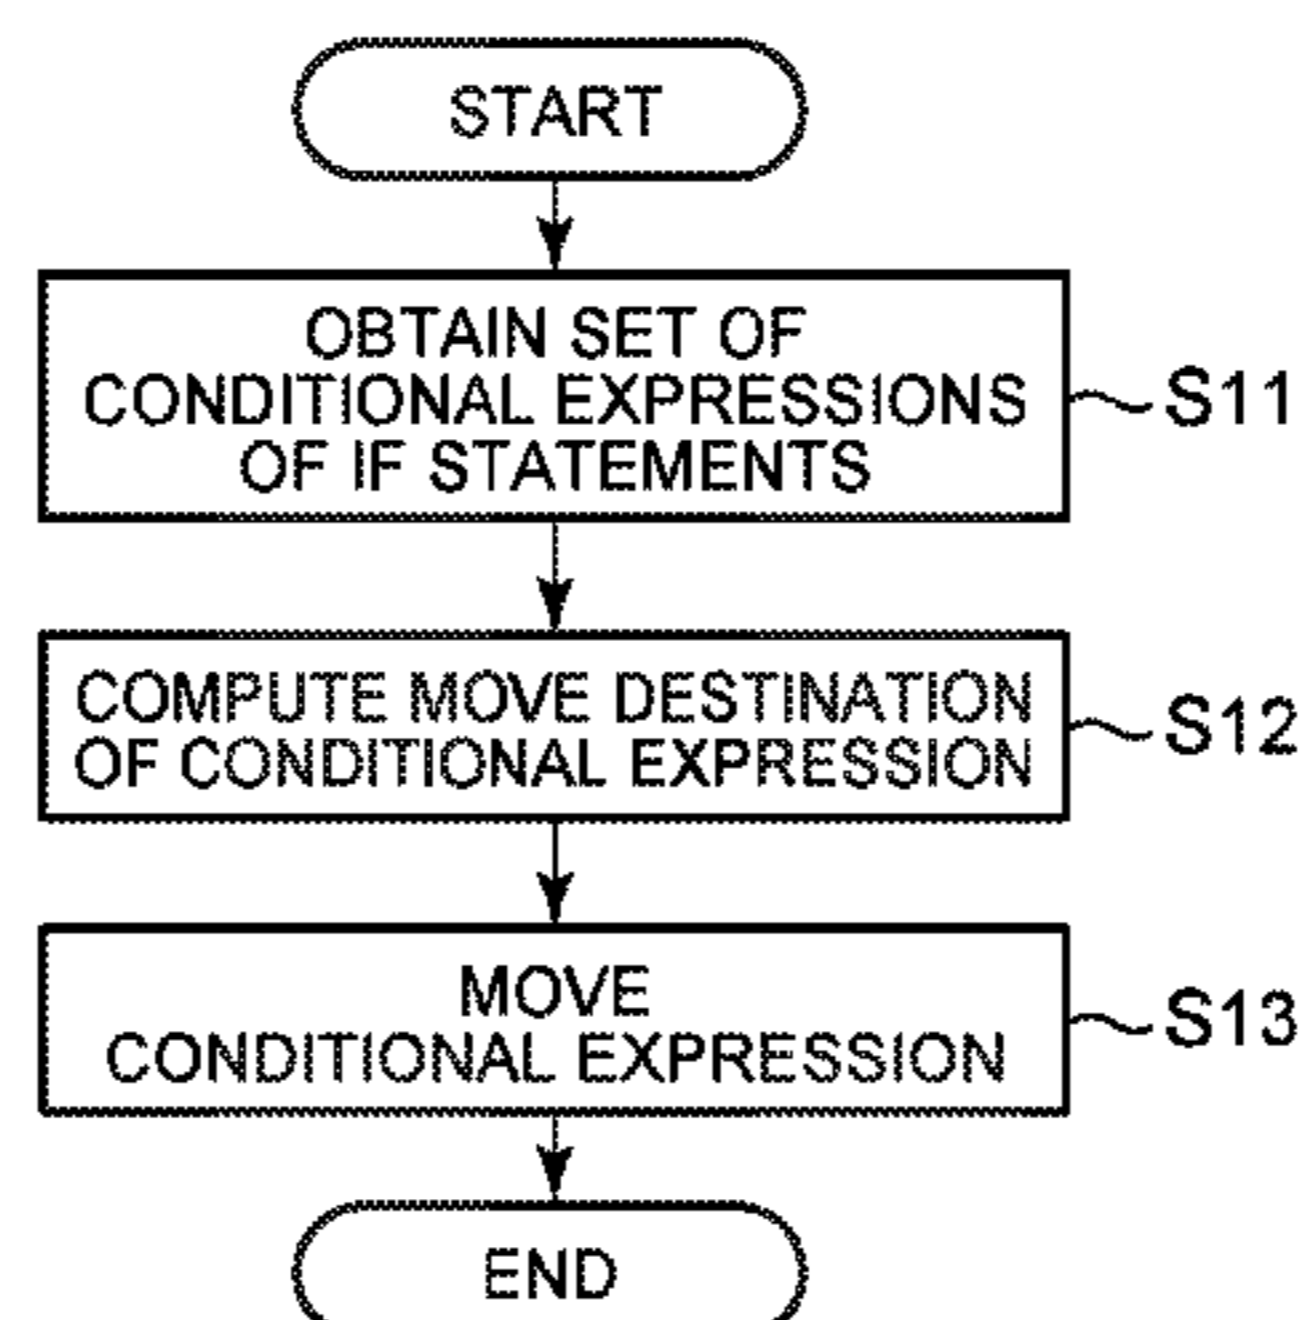 START
OBTAIN SET OF
CONDITIONAL EXPRESSIONS
OF IF STATEMENTS
S11
COMPUTE MOVE DESTINATION
OF CONDITIONAL EXPRESSION
S12
MOVE
CONDITIONAL EXPRESSION
S13
END